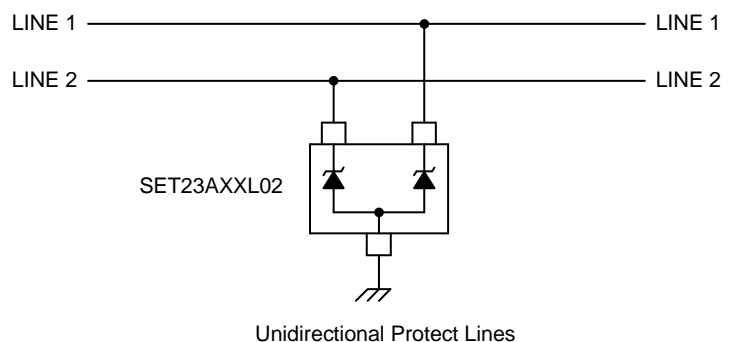 LINE 1 LINE 1
LINE 2 LINE 2
SET23AXXL02
Unidirectional Protect Lines